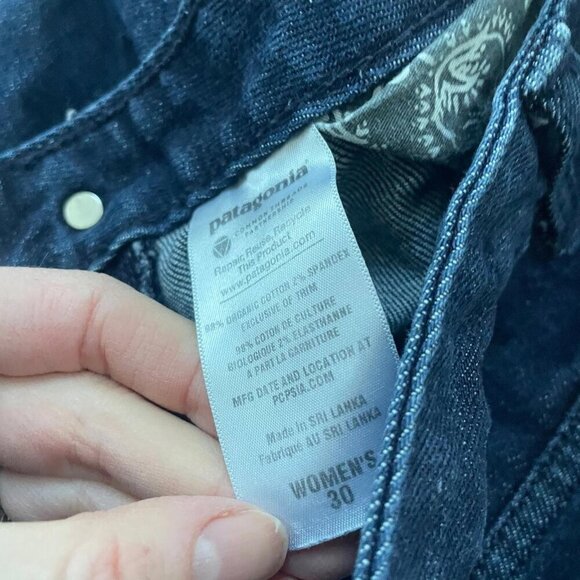 patagonia®
COMMON THREADS
PARTNERSHIP
Repair Reuse Recycle
This Product
www.patagonia.com
98% ORGANIC COTTON 2% SPANDEX
EXCLUSIVE OF TRIM
98% COTON DE CULTURE
BIOLOGIQUE 2% ELASTHANNE
A PART LA GARNITURE
MFG DATE AND LOCATION AT
PCPSIA.COM
Made in SRI LANKA
Fabriqué AU SRI LANKA
WOMEN'S
30